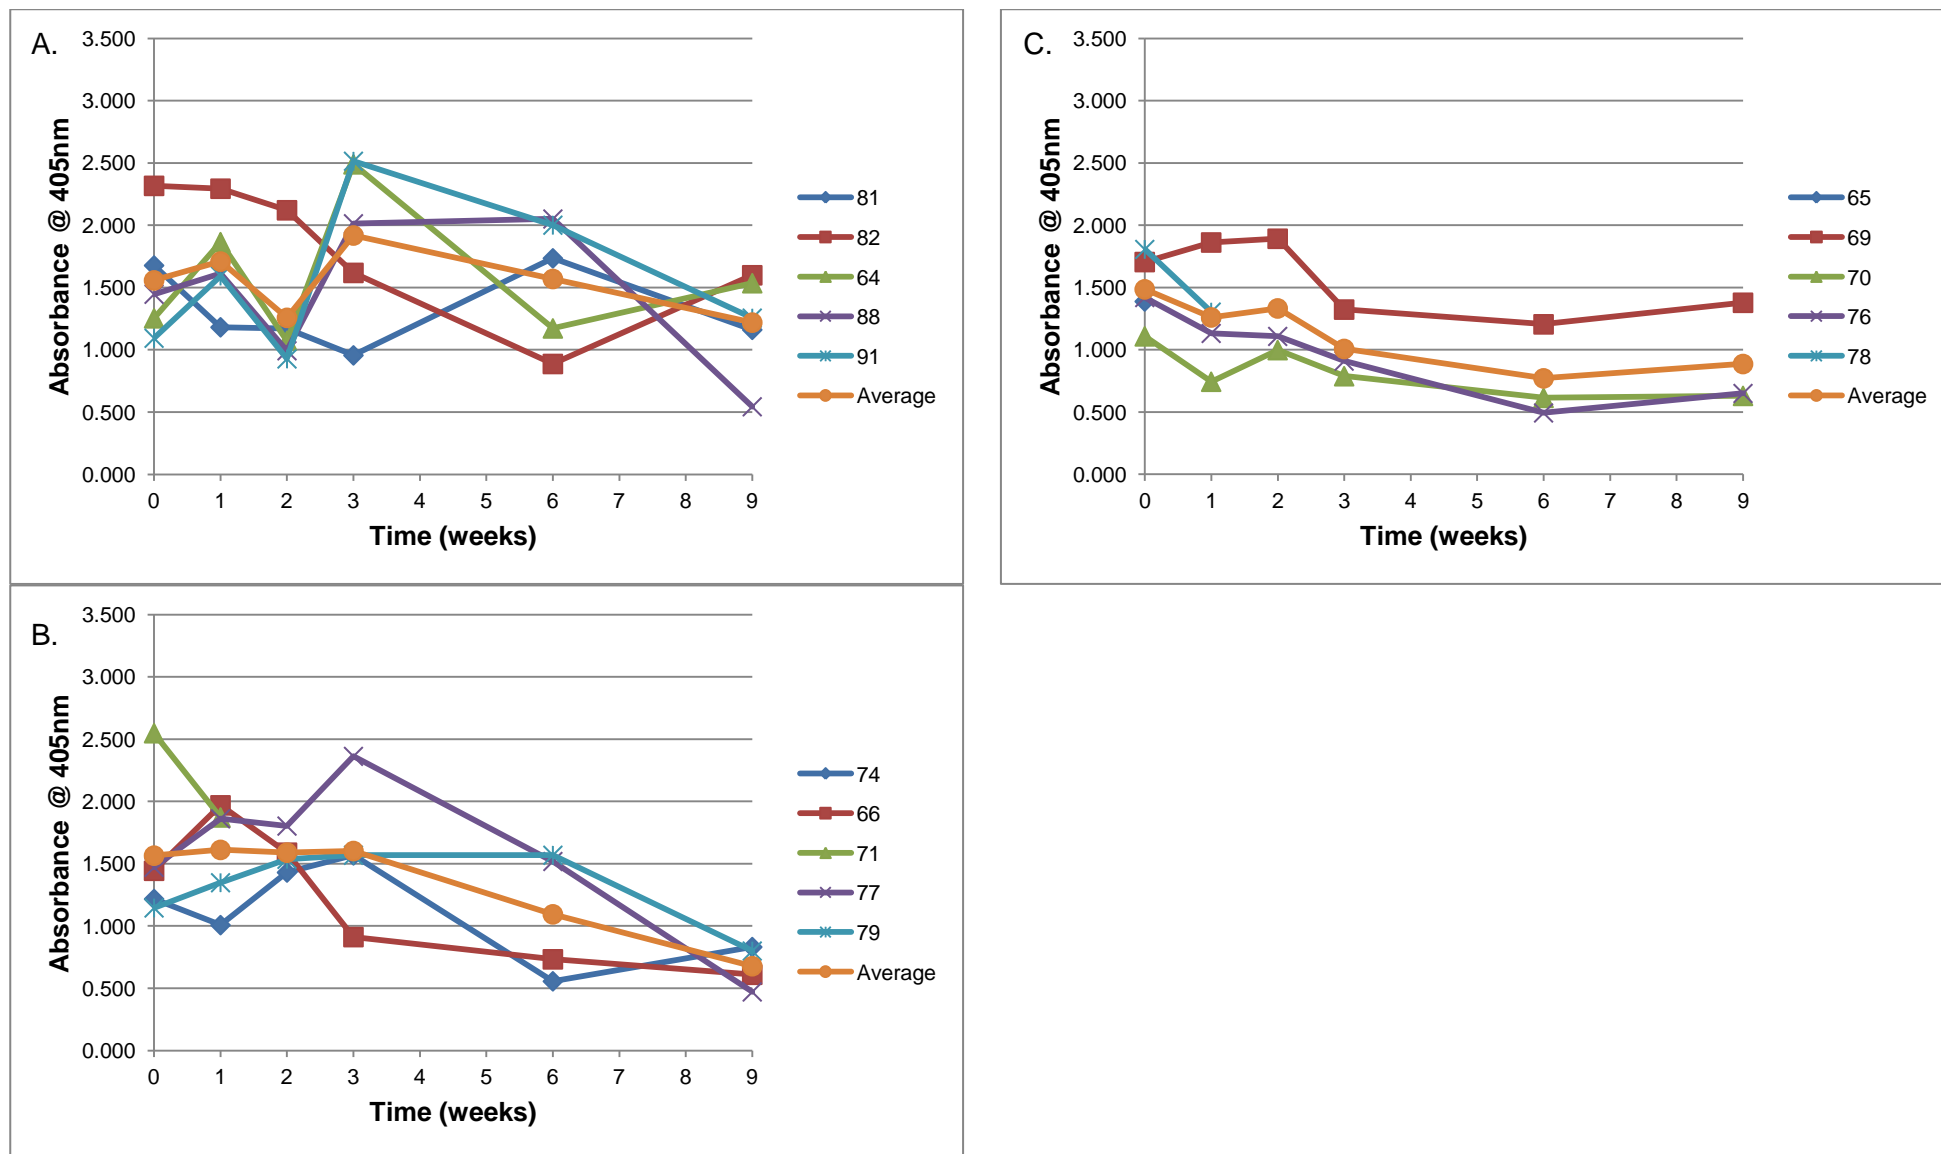 A.
3.500
3.000
2.500
2.000
1.500
1.000
0.500
0.000
Absorbance @ 405nm
0 1 2 3 4 5 6 7 8 9
Time (weeks)
81
82
64
88
91
Average
C.
3.500
3.000
2.500
2.000
1.500
1.000
0.500
0.000
Absorbance @ 405nm
0 1 2 3 4 5 6 7 8 9
Time (weeks)
65
69
70
76
78
Average
B.
3.500
3.000
2.500
2.000
1.500
1.000
0.500
0.000
Absorbance @ 405nm
0 1 2 3 4 5 6 7 8 9
Time (weeks)
74
66
71
77
79
Average